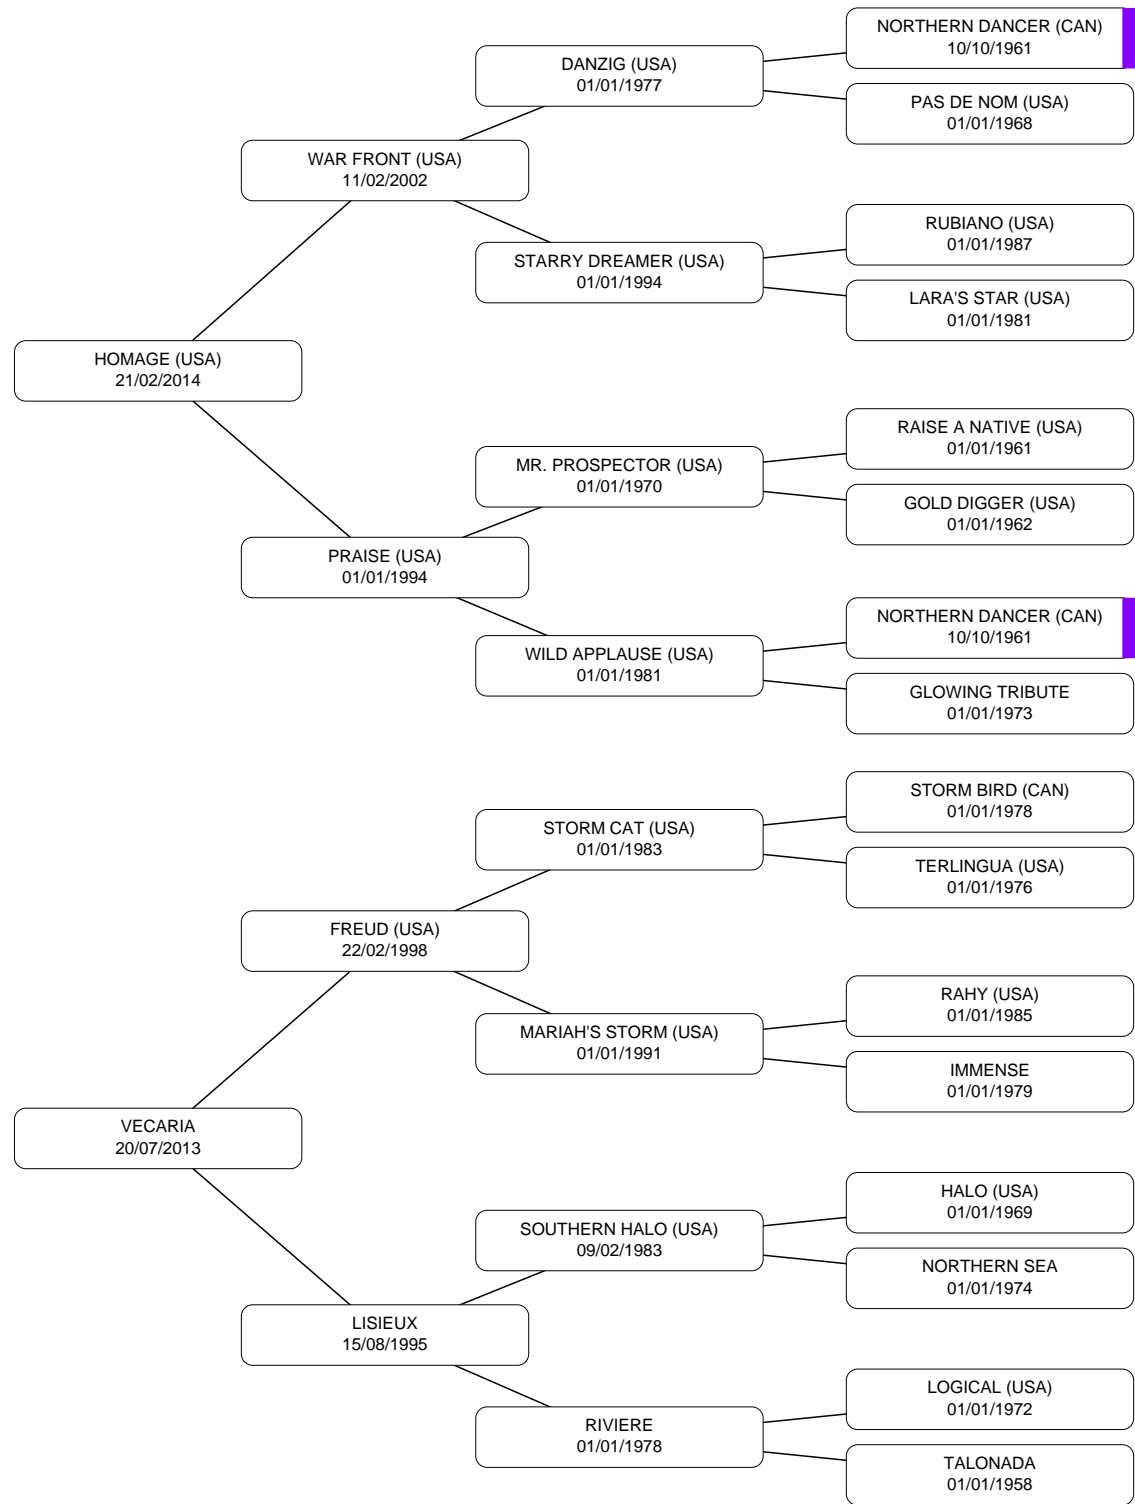 NORTHERN DANCER (CAN)
10/10/1961
DANZIG (USA)
01/01/1977
PAS DE NOM (USA)
01/01/1968
WAR FRONT (USA)
11/02/2002
RUBIANO (USA)
01/01/1987
STARRY DREAMER (USA)
01/01/1994
LARA'S STAR (USA)
01/01/1981
HOMAGE (USA)
21/02/2014
RAISE A NATIVE (USA)
01/01/1961
MR. PROSPECTOR (USA)
01/01/1970
GOLD DIGGER (USA)
01/01/1962
PRAISE (USA)
01/01/1994
NORTHERN DANCER (CAN)
10/10/1961
WILD APPLAUSE (USA)
01/01/1981
GLOWING TRIBUTE
01/01/1973
STORM BIRD (CAN)
01/01/1978
STORM CAT (USA)
01/01/1983
TERLINGUA (USA)
01/01/1976
FREUD (USA)
22/02/1998
RAHY (USA)
01/01/1985
MARIAH'S STORM (USA)
01/01/1991
IMMENSE
01/01/1979
VECARIA
20/07/2013
HALO (USA)
01/01/1969
SOUTHERN HALO (USA)
09/02/1983
NORTHERN SEA
01/01/1974
LISIEUX
15/08/1995
LOGICAL (USA)
01/01/1972
RIVIERE
01/01/1978
TALONADA
01/01/1958